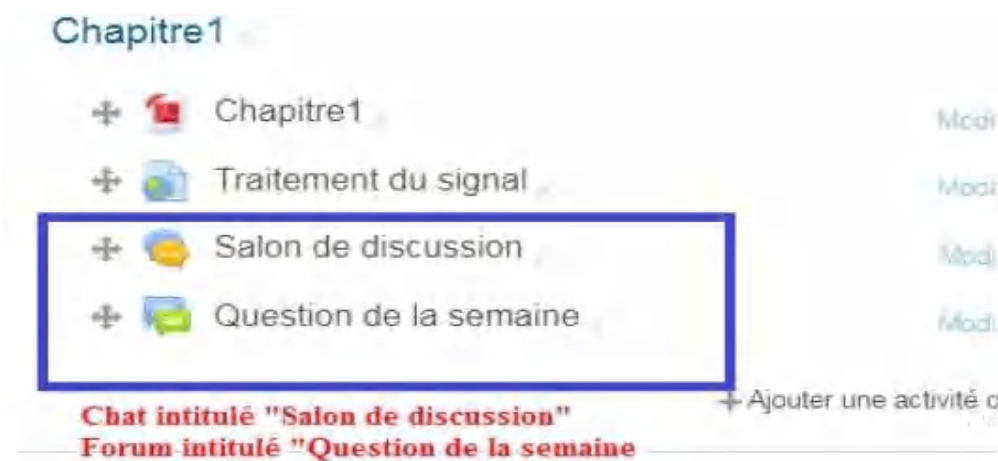 Chapitre1
Chapitre1
Traitement du signal
Salon de discussion
Question de la semaine
Ajouter une activité
Chat intitulé "Salon de discussion"
Forum intitulé "Question de la semaine